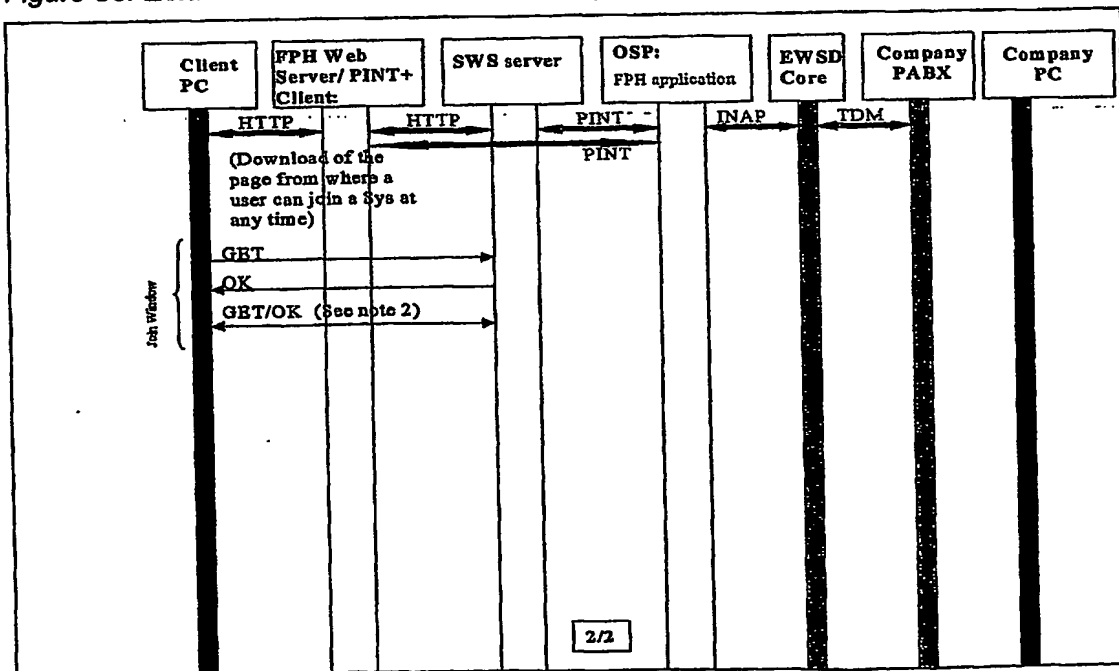 Client
PC
FPH Web
Server/ PINT+
Client:
SWS server
OSP:
FPH application
EWSD
Core
Company
PABX
Company
PC
HTTP
HTTP
PINT
INAP
TDM
PINT
(Download of the
page from where a
user can join a Sys at
any time)
GET
OK
GET/OK (See note 2)
Join Window
2/2